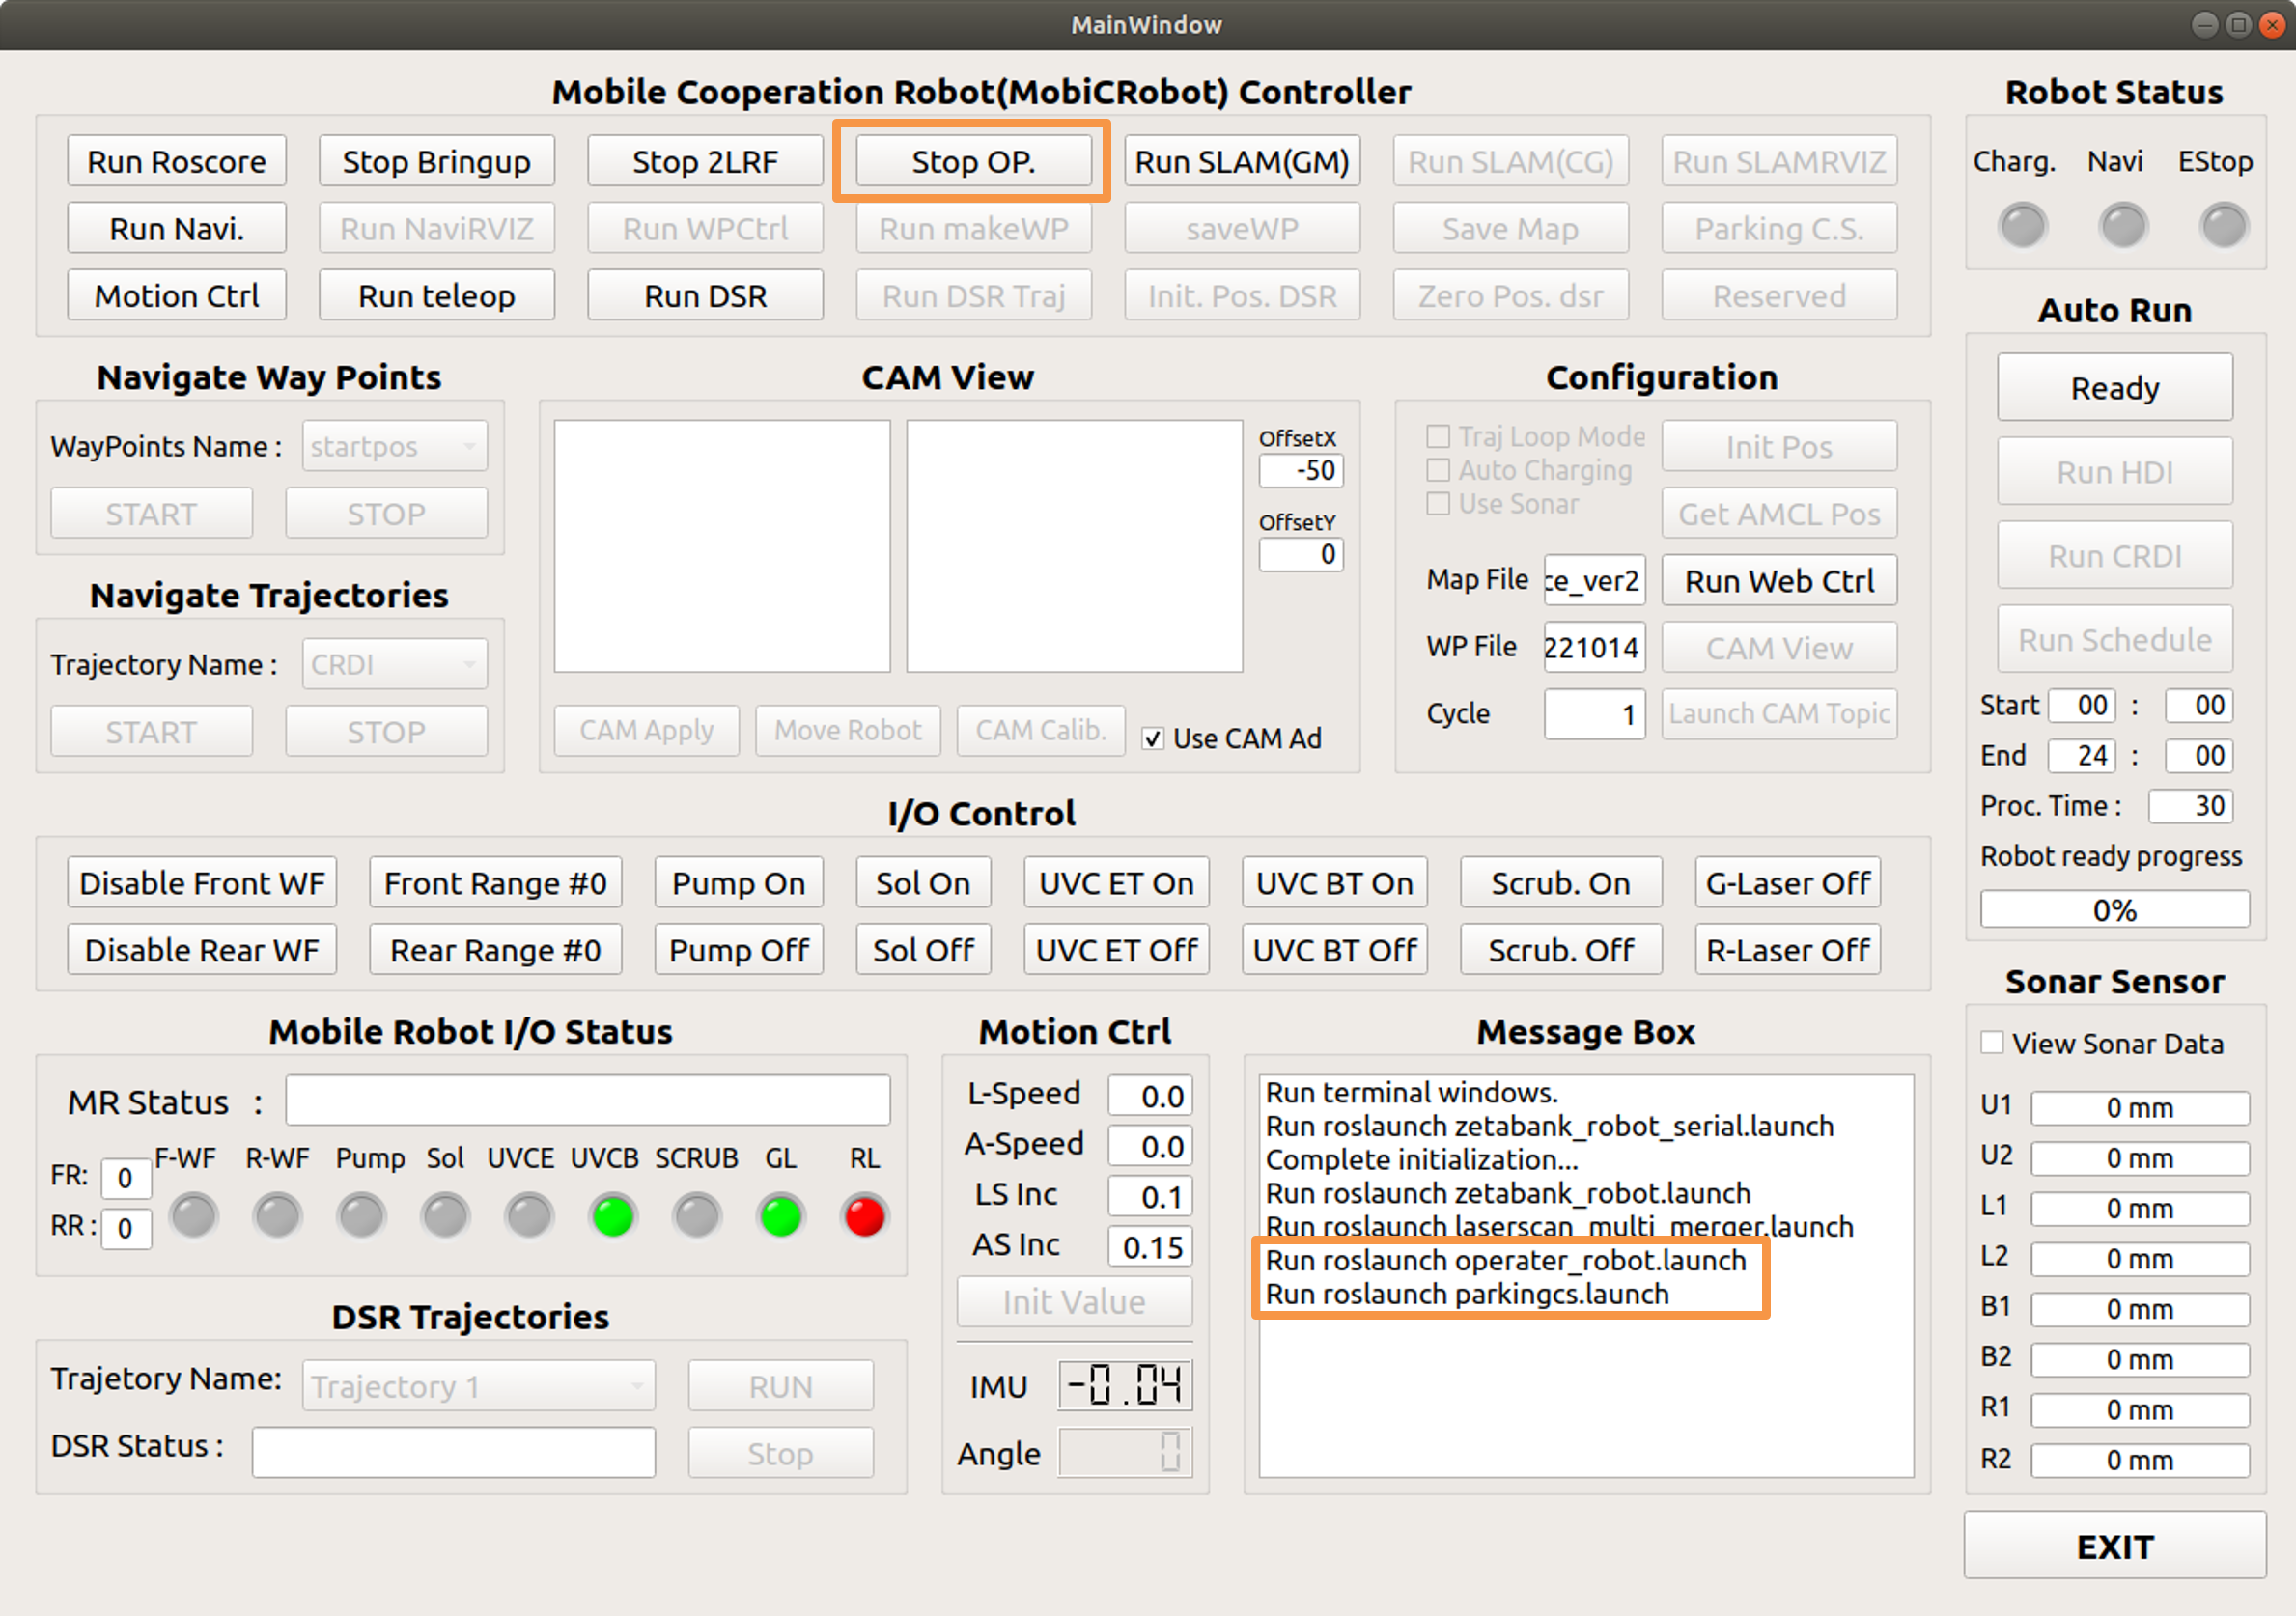 MainWindow
Mobile Cooperation Robot(MobiCRobot) Controller
Run Roscore Stop Bringup Stop 2LRF Stop OP. Run SLAM(GM) Run SLAM(CG) Run SLAMRVIZ
Run Navi. Run NaviRVIZ Run WPCtrl Run makeWP saveWP Save Map Parking C.S.
Motion Ctrl Run teleop Run DSR Run DSR Traj Init. Pos. DSR Zero Pos. dsr Reserved
Robot Status
Charg. Navi EStop
Navigate Way Points
WayPoints Name : startpos
START STOP
Navigate Trajectories
Trajectory Name : CRDI
START STOP
CAM View
OffsetX
-50
OffsetY
0
CAM Apply Move Robot CAM Calib. Use CAM Ad
Configuration
Traj Loop Mode
Auto Charging
Use Sonar
Init Pos
Get AMCL Pos
Map File ce_ver2 Run Web Ctrl
WP File 221014 CAM View
Cycle 1 Launch CAM Topic
Auto Run
Ready
Run HDI
Run CRDI
Run Schedule
Start 00 : 00
End 24 : 00
Proc. Time : 30
Robot ready progress
0%
I/O Control
Disable Front WF Front Range #0 Pump On Sol On UVC ET On UVC BT On Scrub. On G-Laser Off
Disable Rear WF Rear Range #0 Pump Off Sol Off UVC ET Off UVC BT Off Scrub. Off R-Laser Off
Mobile Robot I/O Status
MR Status :
F-WF R-WF Pump Sol UVCE UVCB SCRUB GL RL
FR: 0
RR : 0
DSR Trajectories
Trajetory Name: Trajectory 1 RUN
DSR Status : Stop
Motion Ctrl
L-Speed 0.0
A-Speed 0.0
LS Inc 0.1
AS Inc 0.15
Init Value
IMU -0.04
Angle 0
Message Box
Run terminal windows.
Run roslaunch zetabank_robot_serial.launch
Complete initialization...
Run roslaunch zetabank_robot.launch
Run roslaunch laserscan_multi_merger.launch
Run roslaunch operater_robot.launch
Run roslaunch parkingcs.launch
Sonar Sensor
View Sonar Data
U1 0 mm
U2 0 mm
L1 0 mm
L2 0 mm
B1 0 mm
B2 0 mm
R1 0 mm
R2 0 mm
EXIT